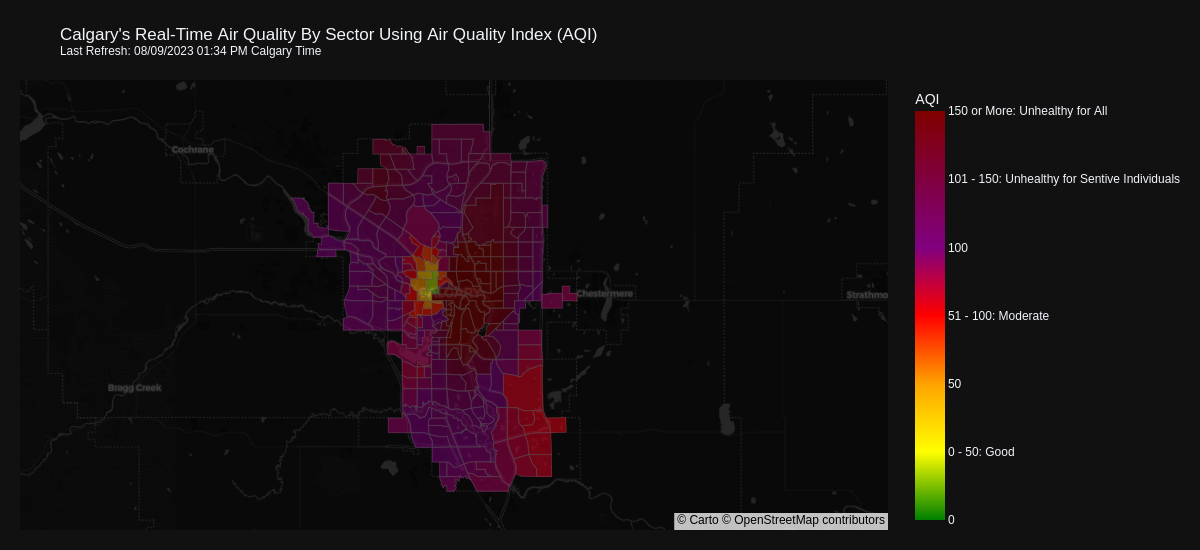 Calgary's Real-Time Air Quality By Sector Using Air Quality Index (AQI)
Last Refresh: 08/09/2023 01:34 PM Calgary Time
AQI
150 or More: Unhealthy for All
Cochrane
101 - 150: Unhealthy for Sentive Individuals
100
Chestermere
Strathmo
51 - 100: Moderate
50
Bragg Creek
0 - 50: Good
0
© Carto © OpenStreetMap contributors